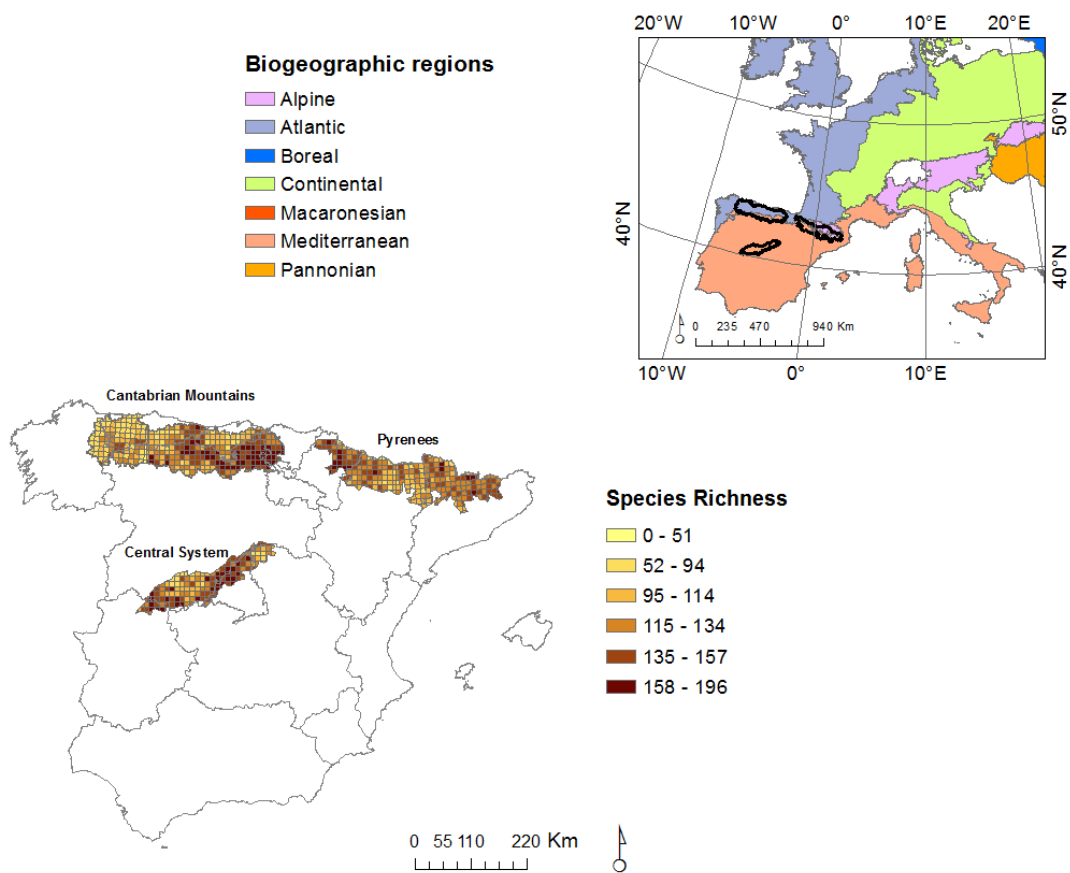 20°W 10°W 0° 10°E 20°E
Biogeographic regions
Alpine
Atlantic
Boreal
Continental
Macaronesian
Mediterranean
Pannonian
50°N
40°N
40°N
0 235 470 940 Km
10°W 0° 10°E
Cantabrian Mountains
Pyrenees
Central System
Species Richness
0 - 51
52 - 94
95 - 114
115 - 134
135 - 157
158 - 196
0 55 110 220 Km